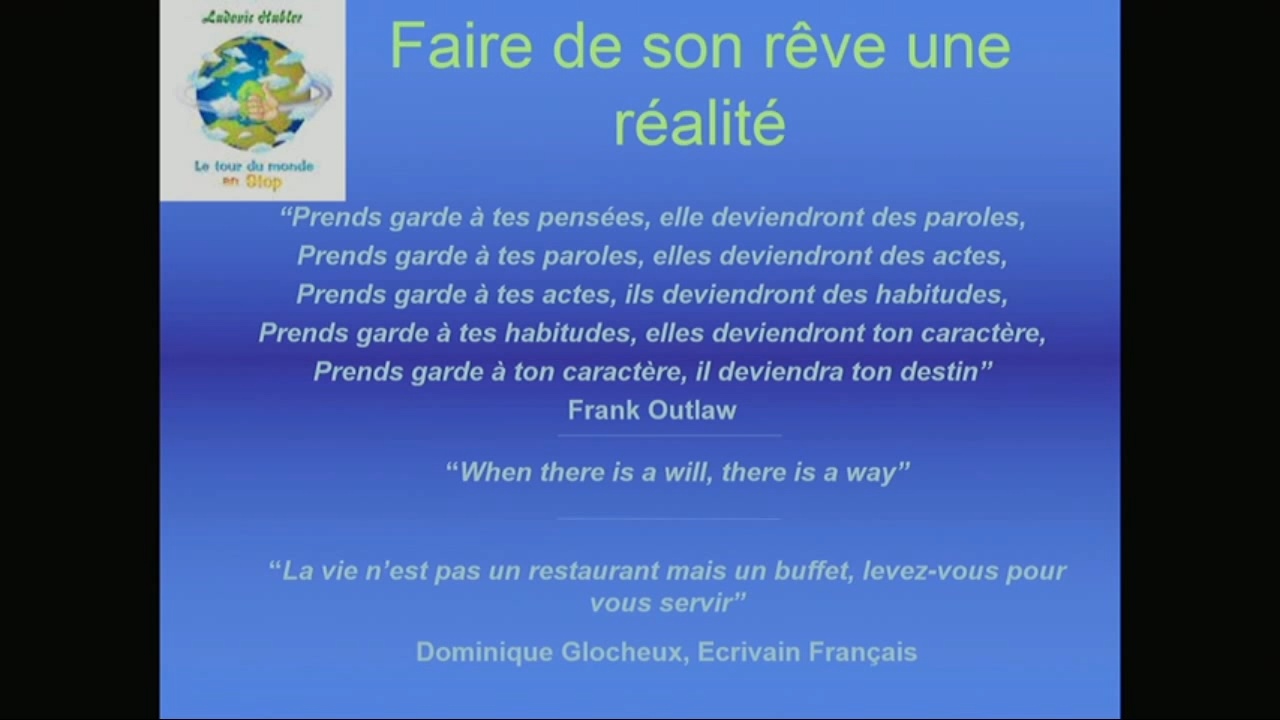 Ludovic Hubler
Le tour du monde
en Stop
Faire de son rêve une
réalité
“Prends garde à tes pensées, elle deviendront des paroles,
Prends garde à tes paroles, elles deviendront des actes,
Prends garde à tes actes, ils deviendront des habitudes,
Prends garde à tes habitudes, elles deviendront ton caractère,
Prends garde à ton caractère, il deviendra ton destin”
Frank Outlaw
“When there is a will, there is a way”
“La vie n’est pas un restaurant mais un buffet, levez-vous pour
vous servir”
Dominique Glocheux, Ecrivain Français